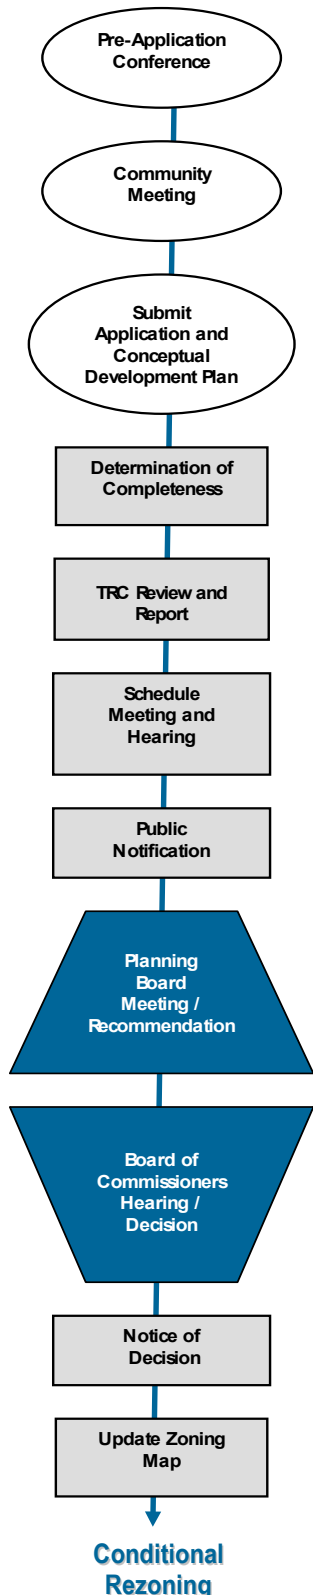 Pre-Application
Conference
Community
Meeting
Submit
Application and
Conceptual
Development Plan
Determination of
Completeness
TRC Review and
Report
Schedule
Meeting and
Hearing
Public
Notification
Planning
Board
Meeting /
Recommendation
Board of
Commissioners
Hearing /
Decision
Notice of
Decision
Update Zoning
Map
Conditional
Rezoning